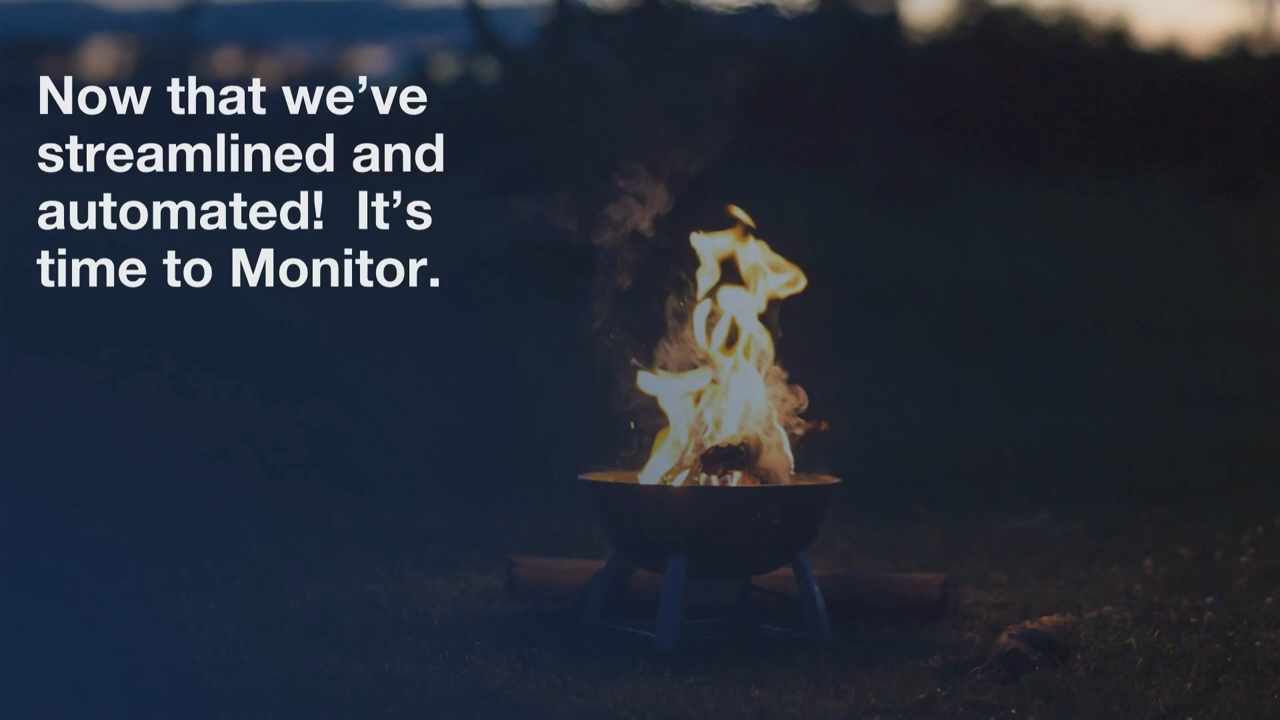 Now that we’ve
streamlined and
automated!  It’s
time to Monitor.